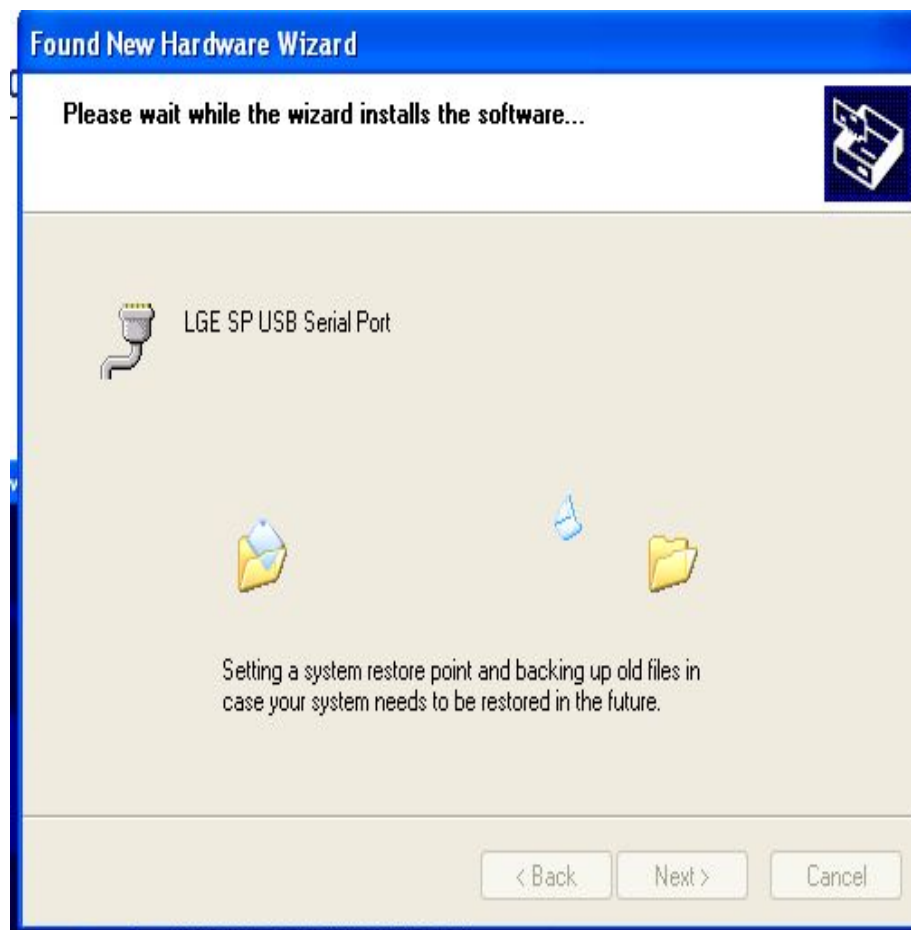 Found New Hardware Wizard
Please wait while the wizard installs the software...
LGE SP USB Serial Port
Setting a system restore point and backing up old files in
case your system needs to be restored in the future.
< Back Next > Cancel